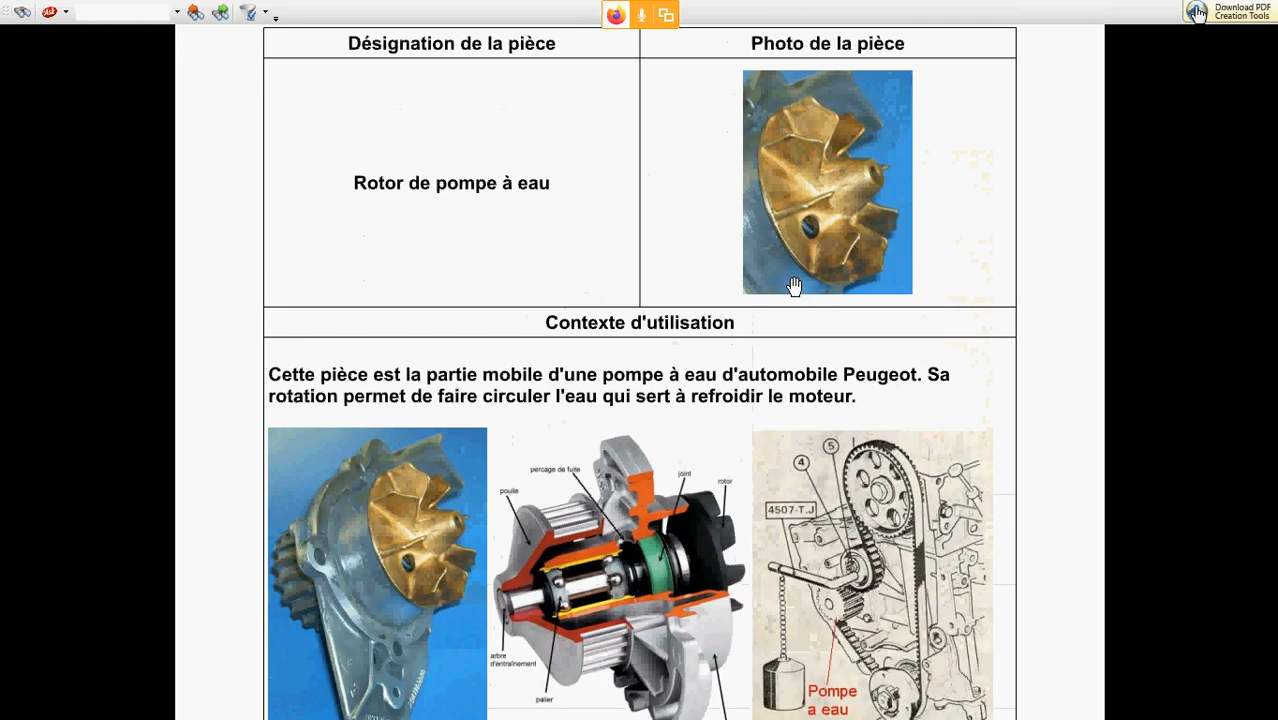 Download PDF
Creation Tools
Ask
Désignation de la pièce
Photo de la pièce
Rotor de pompe à eau
Contexte d'utilisation
Cette pièce est la partie mobile d'une pompe à eau d'automobile Peugeot. Sa
rotation permet de faire circuler l'eau qui sert à refroidir le moteur.
percage de fuite
joint
rotor
poulie
arbre
d'entraînement
palier
5
4
4507-T.J
Pompe
a eau